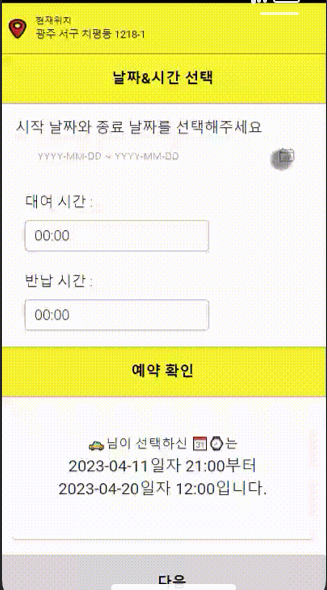 현재위치
광주 서구 치평동 1218-1
날짜&시간 선택
시작 날짜와 종료 날짜를 선택해주세요
YYYY-MM-DD ~ YYYY-MM-DD
대여 시간 :
00:00
반납 시간 :
00:00
예약 확인
🚕님이 선택하신 📅⌚는
2023-04-11일자 21:00부터
2023-04-20일자 12:00입니다.
다음